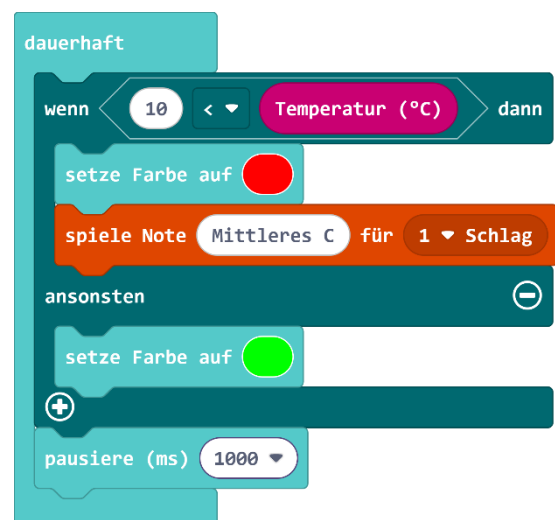 dauerhaft
wenn 10 < Temperatur (°C) dann
setze Farbe auf
spiele Note Mittleres C für 1 Schlag
ansonsten
setze Farbe auf
pausiere (ms) 1000